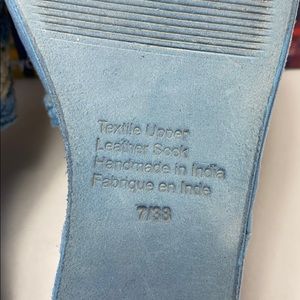 Textile Upper
Leather Sock
Handmade in India
Fabrique en Inde
7/38